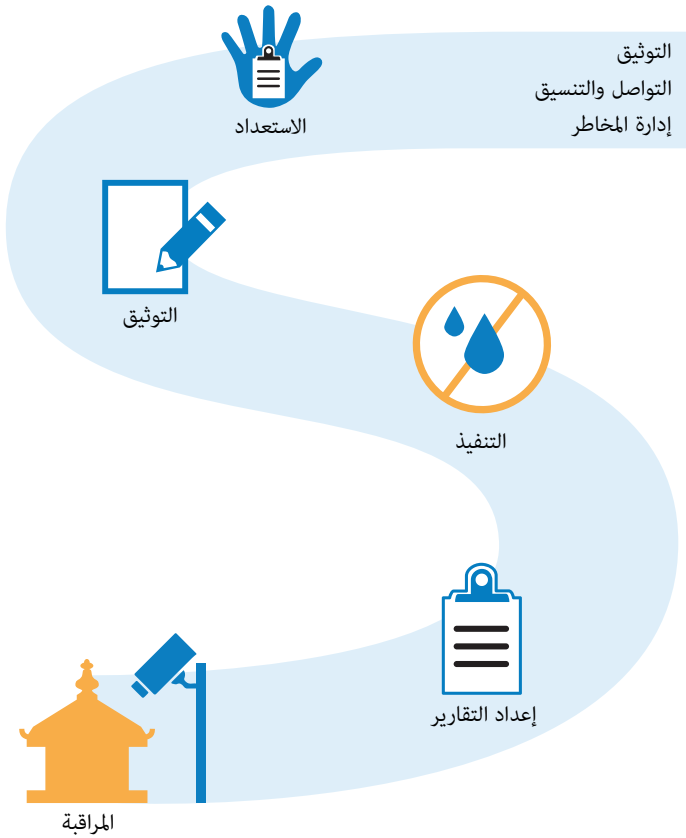 التوثيق
التواصل والتنسيق
إدارة المخاطر
الاستعداد
التوثيق
التنفيذ
إعداد التقارير
المراقبة